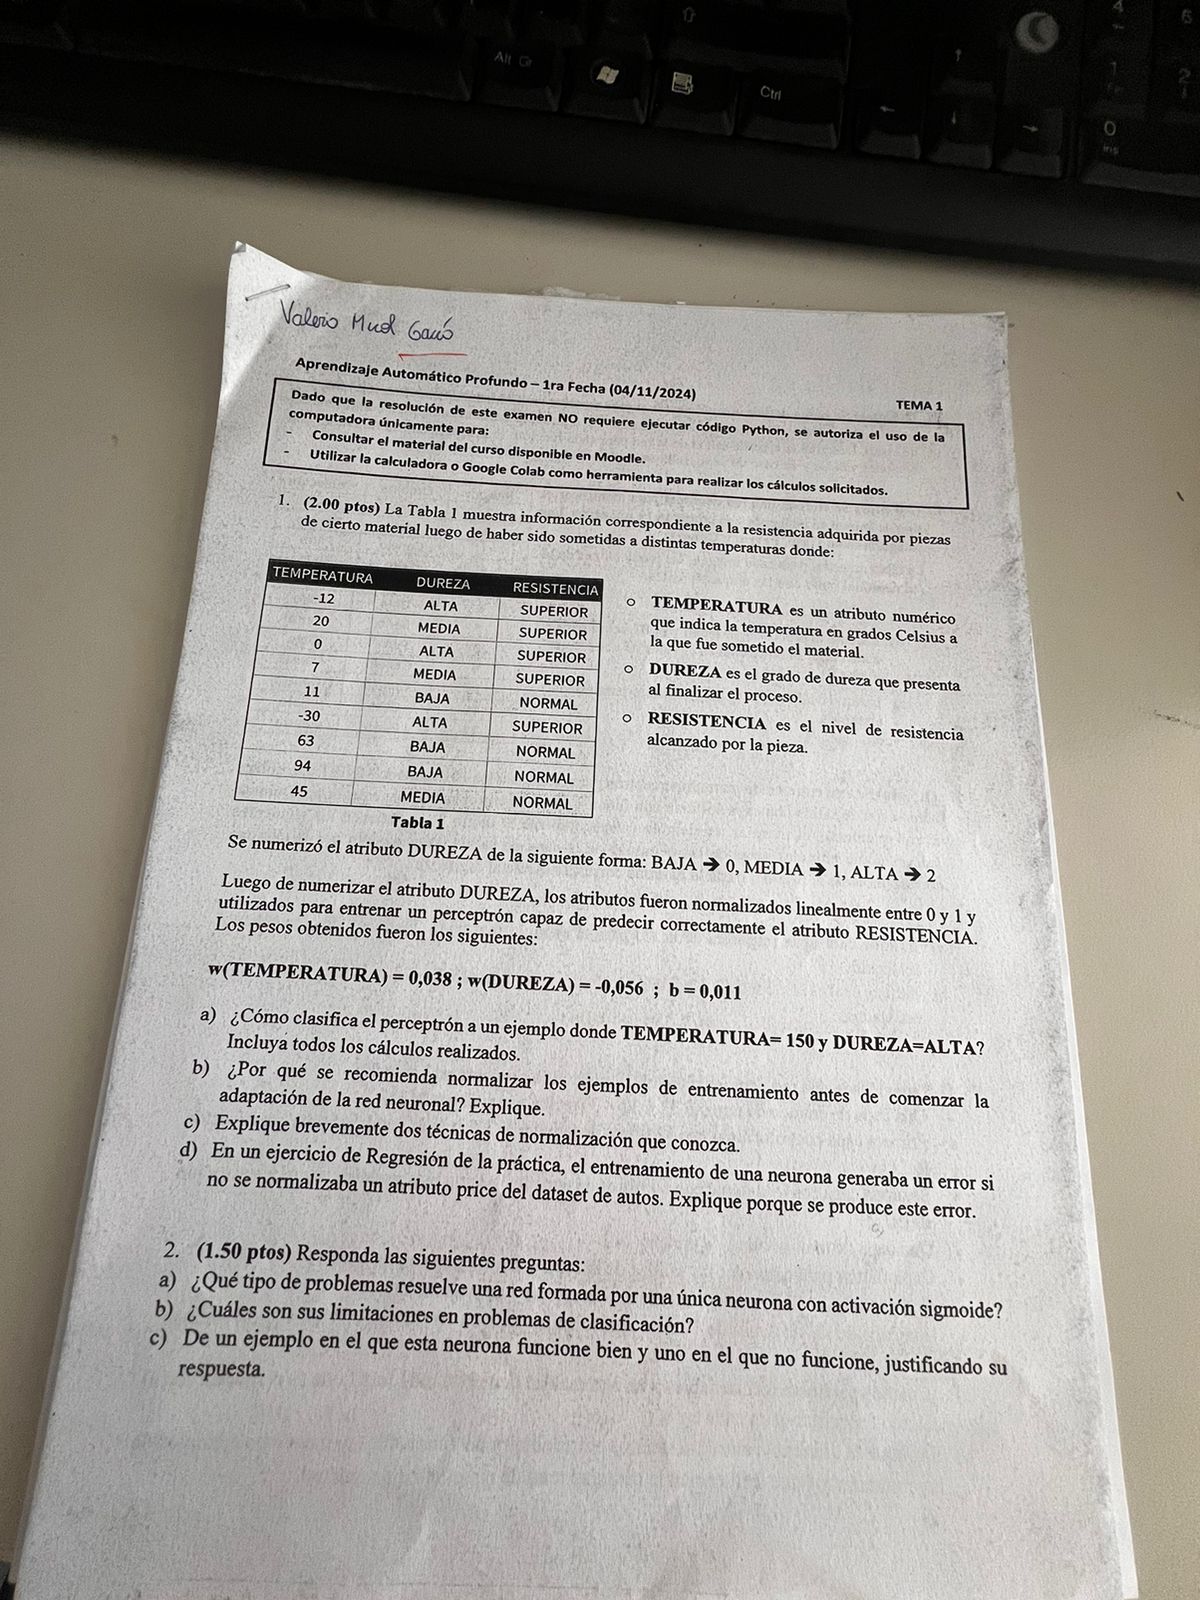 Alt Gr
Ctrl
4
6
1
Fin
2
0
Ins
Valerio Mud
Aprendizaje Automático Profundo – 1ra Fecha (04/11/2024)
TEMA 1
Dado que la resolución de este examen NO requiere ejecutar código Python, se autoriza el uso de la
computadora únicamente para:
- Consultar el material del curso disponible en Moodle.
- Utilizar la calculadora o Google Colab como herramienta para realizar los cálculos solicitados.
1. (2.00 ptos) La Tabla 1 muestra información correspondiente a la resistencia adquirida por piezas
de cierto material luego de haber sido sometidas a distintas temperaturas donde:
TEMPERATURA DUREZA RESISTENCIA
-12 ALTA SUPERIOR
20 MEDIA SUPERIOR
0 ALTA SUPERIOR
7 MEDIA SUPERIOR
11 BAJA NORMAL
-30 ALTA SUPERIOR
63 BAJA NORMAL
94 BAJA NORMAL
45 MEDIA NORMAL
Tabla 1
o TEMPERATURA es un atributo numérico
que indica la temperatura en grados Celsius a
la que fue sometido el material.
o DUREZA es el grado de dureza que presenta
al finalizar el proceso.
o RESISTENCIA es el nivel de resistencia
alcanzado por la pieza.
Se numerizó el atributo DUREZA de la siguiente forma: BAJA ➔ 0, MEDIA ➔ 1, ALTA ➔ 2
Luego de numerizar el atributo DUREZA, los atributos fueron normalizados linealmente entre 0 y 1 y
utilizados para entrenar un perceptrón capaz de predecir correctamente el atributo RESISTENCIA.
Los pesos obtenidos fueron los siguientes:
w(TEMPERATURA) = 0,038 ; w(DUREZA) = -0,056 ; b = 0,011
a) ¿Cómo clasifica el perceptrón a un ejemplo donde TEMPERATURA= 150 y DUREZA=ALTA?
Incluya todos los cálculos realizados.
b) ¿Por qué se recomienda normalizar los ejemplos de entrenamiento antes de comenzar la
adaptación de la red neuronal? Explique.
c) Explique brevemente dos técnicas de normalización que conozca.
d) En un ejercicio de Regresión de la práctica, el entrenamiento de una neurona generaba un error si
no se normalizaba un atributo price del dataset de autos. Explique porque se produce este error.
2. (1.50 ptos) Responda las siguientes preguntas:
a) ¿Qué tipo de problemas resuelve una red formada por una única neurona con activación sigmoide?
b) ¿Cuáles son sus limitaciones en problemas de clasificación?
c) De un ejemplo en el que esta neurona funcione bien y uno en el que no funcione, justificando su
respuesta.